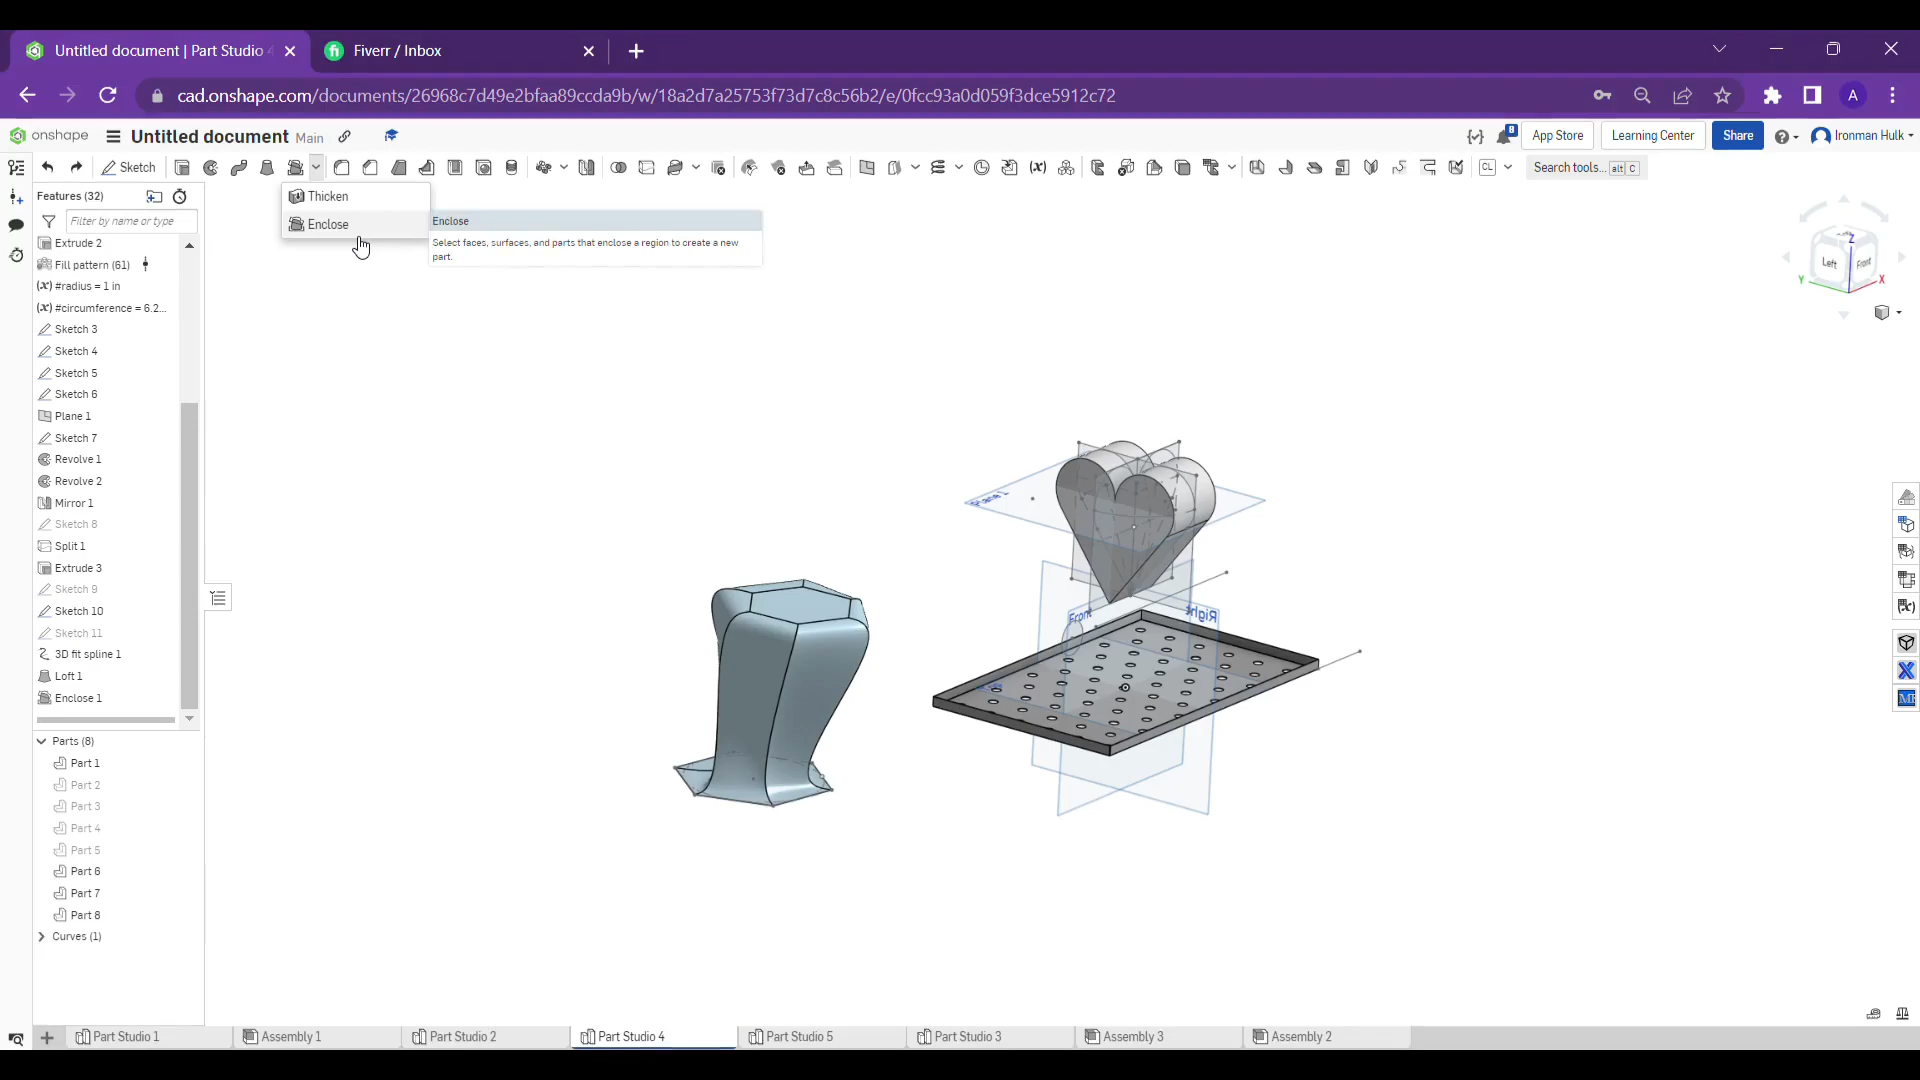 Untitled document | Part Studio 4
Fiverr / Inbox
cad.onshape.com/documents/26968c7d49e2bfaa89ccda9b/w/18a2d7a25753f73d7c8c56b2/e/0fcc93a0d059f3dce5912c72
A
onshape
Untitled document Main
8
App Store
Learning Center
Share
Ironman Hulk
Sketch
(x)
CL
Search tools... alt C
Features (32)
Filter by name or type
Thicken
Enclose
Enclose
Select faces, surfaces, and parts that enclose a region to create a new
part.
Extrude 2
Fill pattern (61)
(x) #radius = 1 in
(x) #circumference = 6.2...
Sketch 3
Sketch 4
Sketch 5
Sketch 6
Plane 1
Sketch 7
Revolve 1
Revolve 2
Mirror 1
Sketch 8
Split 1
Extrude 3
Sketch 9
Sketch 10
Sketch 11
3D fit spline 1
Loft 1
Enclose 1
Parts (8)
Part 1
Part 2
Part 3
Part 4
Part 5
Part 6
Part 7
Part 8
Curves (1)
Z
Left
Front
Y
X
Plane 1
Front
Right
(x)
Part Studio 1
Assembly 1
Part Studio 2
Part Studio 4
Part Studio 5
Part Studio 3
Assembly 3
Assembly 2